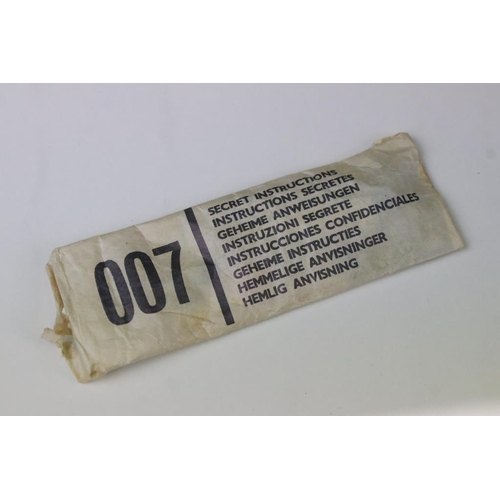 007
SECRET INSTRUCTIONS
INSTRUCTIONS SECRETES
GEHEIME ANWEISUNGEN
INSTRUZIONI SEGRETE
INSTRUCCIONES CONFIDENCIALES
GEHEIME INSTRUCTIES
HEMMELIGE ANVISNINGER
HEMLIG ANVISNING